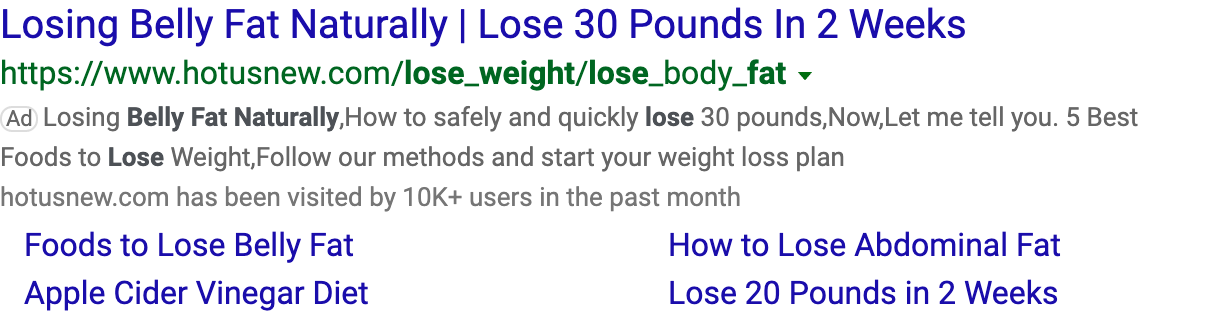 Losing Belly Fat Naturally | Lose 30 Pounds In 2 Weeks
https://www.hotusnew.com/lose_weight/lose_body_fat
Ad Losing Belly Fat Naturally,How to safely and quickly lose 30 pounds,Now,Let me tell you. 5 Best
Foods to Lose Weight,Follow our methods and start your weight loss plan
hotusnew.com has been visited by 10K+ users in the past month
Foods to Lose Belly Fat How to Lose Abdominal Fat
Apple Cider Vinegar Diet Lose 20 Pounds in 2 Weeks